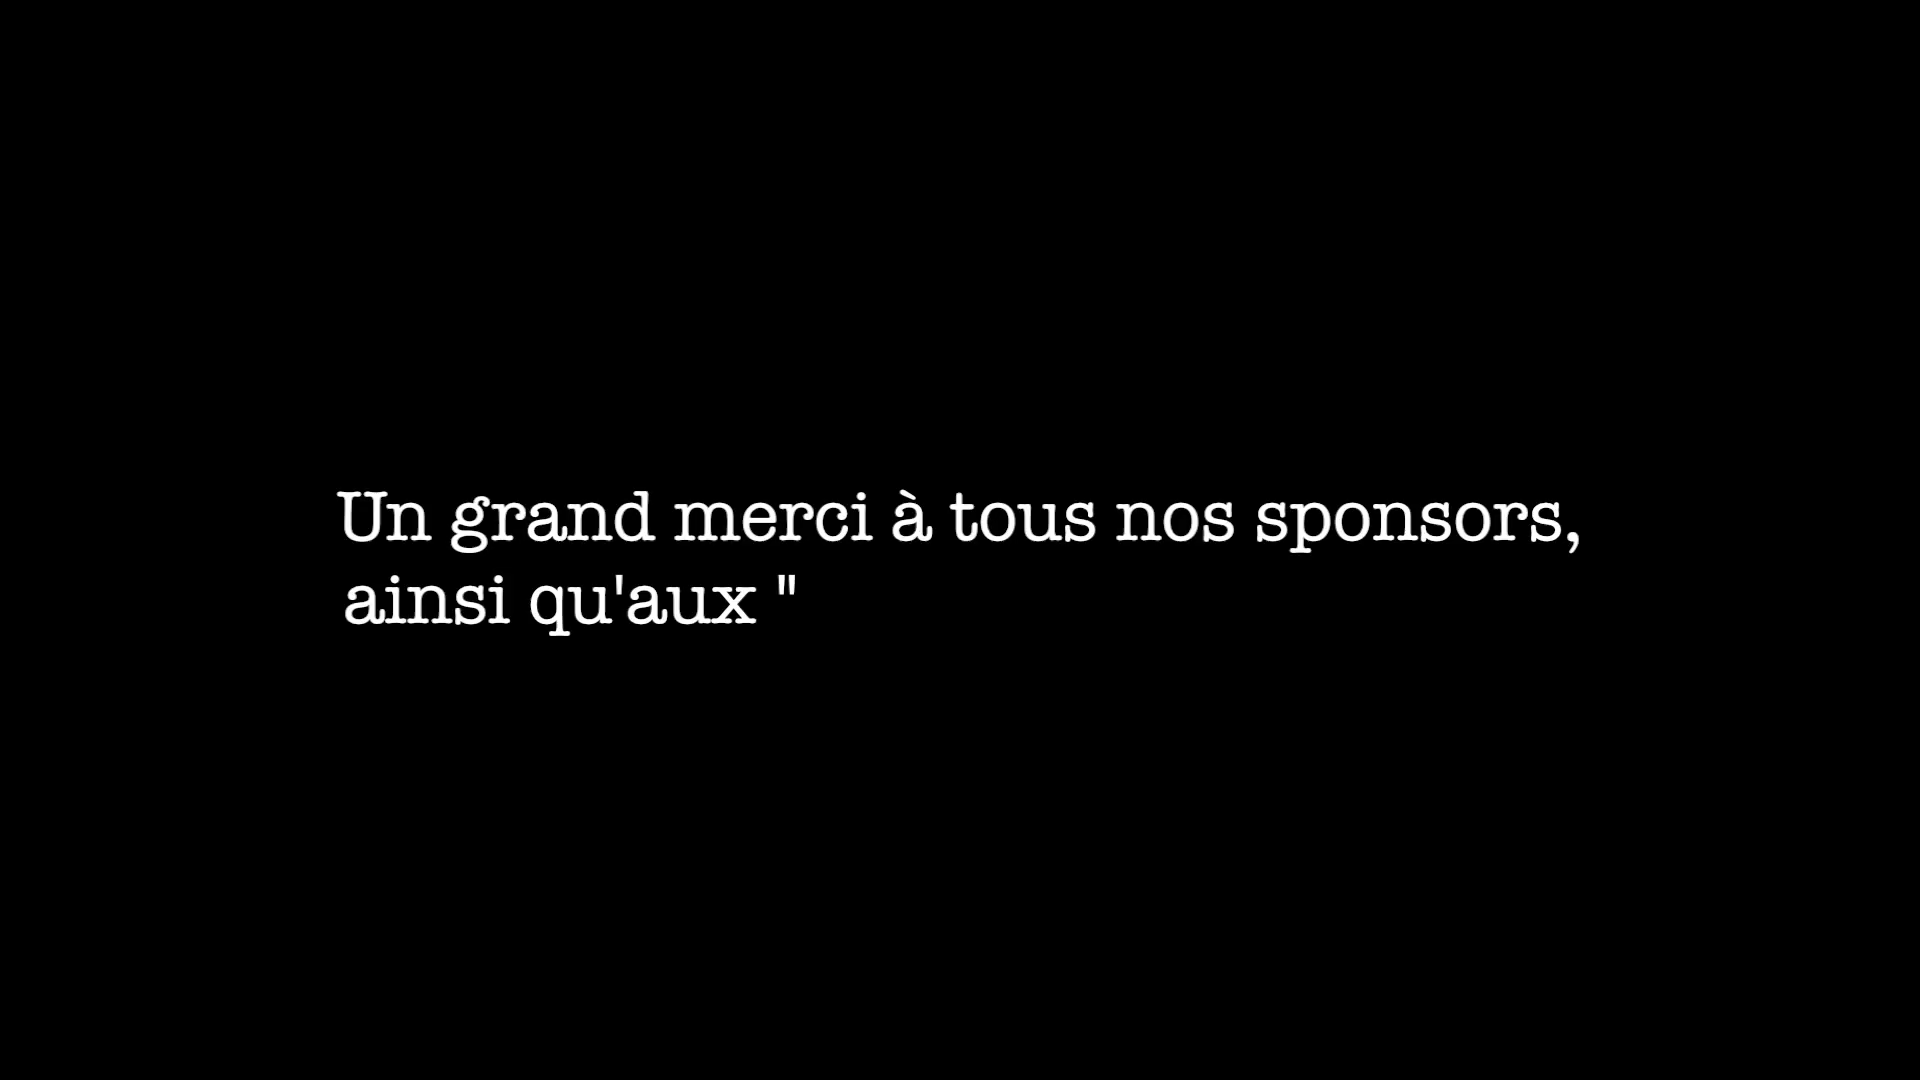 Un grand merci à tous nos sponsors,
ainsi qu'aux "